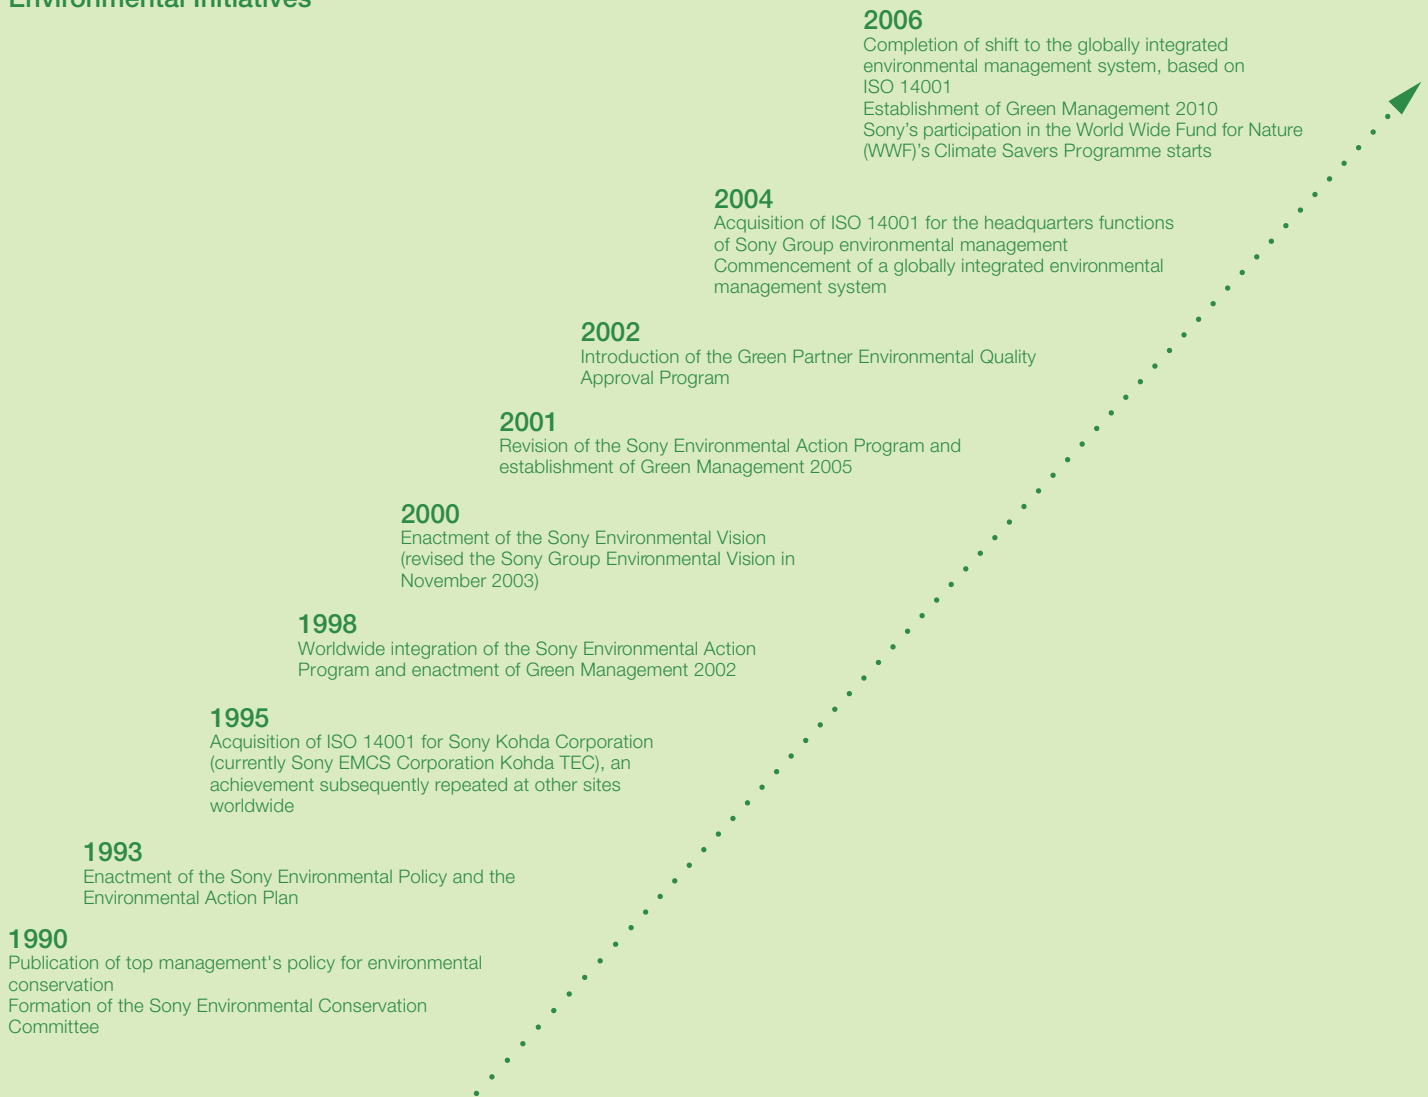 Environmental Initiatives
2006
Completion of shift to the globally integrated
environmental management system, based on
ISO 14001
Establishment of Green Management 2010
Sony's participation in the World Wide Fund for Nature
(WWF)'s Climate Savers Programme starts
2004
Acquisition of ISO 14001 for the headquarters functions
of Sony Group environmental management
Commencement of a globally integrated environmental
management system
2002
Introduction of the Green Partner Environmental Quality
Approval Program
2001
Revision of the Sony Environmental Action Program and
establishment of Green Management 2005
2000
Enactment of the Sony Environmental Vision
(revised the Sony Group Environmental Vision in
November 2003)
1998
Worldwide integration of the Sony Environmental Action
Program and enactment of Green Management 2002
1995
Acquisition of ISO 14001 for Sony Kohda Corporation
(currently Sony EMCS Corporation Kohda TEC), an
achievement subsequently repeated at other sites
worldwide
1993
Enactment of the Sony Environmental Policy and the
Environmental Action Plan
1990
Publication of top management's policy for environmental
conservation
Formation of the Sony Environmental Conservation
Committee